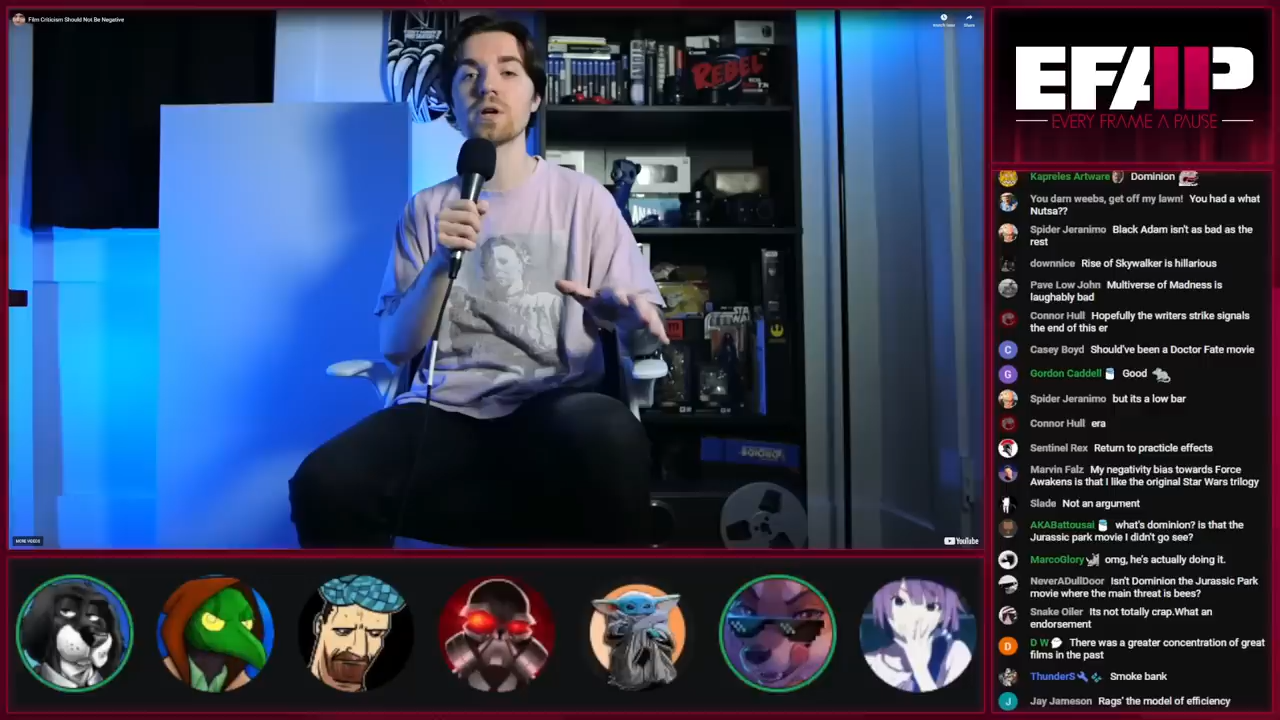 Film Criticism Should Not Be Negative
Share
REBEL
STAR
WARS
MORE VIDEOS
YouTube
EFAP
EVERY FRAME A PAUSE
Kapreles Artware Dominion
You darn weebs, get off my lawn! You had a what
Nutsa??
Spider Jeranimo Black Adam isn't as bad as the
rest
downnice Rise of Skywalker is hillarious
Pave Low John Multiverse of Madness is
laughably bad
Connor Hull Hopefully the writers strike signals
the end of this er
Casey Boyd Should've been a Doctor Fate movie
Gordon Caddell Good
Spider Jeranimo but its a low bar
Connor Hull era
Sentinel Rex Return to practicle effects
Marvin Falz My negativity bias towards Force
Awakens is that I like the original Star Wars trilogy
Slade Not an argument
AKABattousai what's dominion? is that the
Jurassic park movie I didn't go see?
MarcoGlory omg, he's actually doing it.
NeverADullDoor Isn't Dominion the Jurassic Park
movie where the main threat is bees?
Snake Oiler Its not totally crap.What an
endorsement
D W There was a greater concentration of great
films in the past
ThunderS Smoke bank
Jay Jameson Rags' the model of efficiency